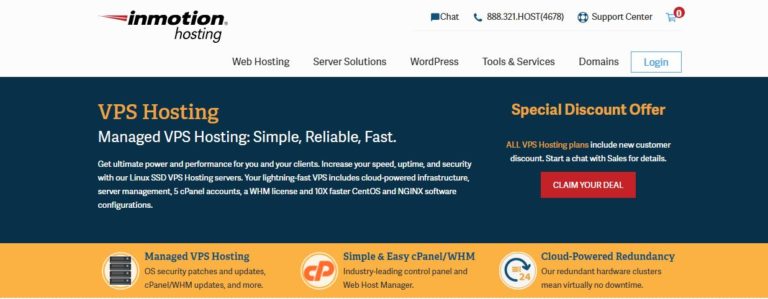 inmotion®
hosting
Chat
888.321.HOST(4678)
Support Center
0
Web Hosting
Server Solutions
WordPress
Tools & Services
Domains
Login
VPS Hosting
Managed VPS Hosting: Simple, Reliable, Fast.
Get ultimate power and performance for you and your clients. Increase your speed, uptime, and security
with our Linux SSD VPS Hosting servers. Your lightning-fast VPS includes cloud-powered infrastructure,
server management, 5 cPanel accounts, a WHM license and 10X faster CentOS and NGINX software
configurations.
Special Discount Offer
ALL VPS Hosting plans include new customer
discount. Start a chat with Sales for details.
CLAIM YOUR DEAL
Managed VPS Hosting
OS security patches and updates,
cPanel/WHM updates, and more.
cP
Simple & Easy cPanel/WHM
Industry-leading control panel and
Web Host Manager.
24
Cloud-Powered Redundancy
Our redundant hardware clusters
mean virtually no downtime.